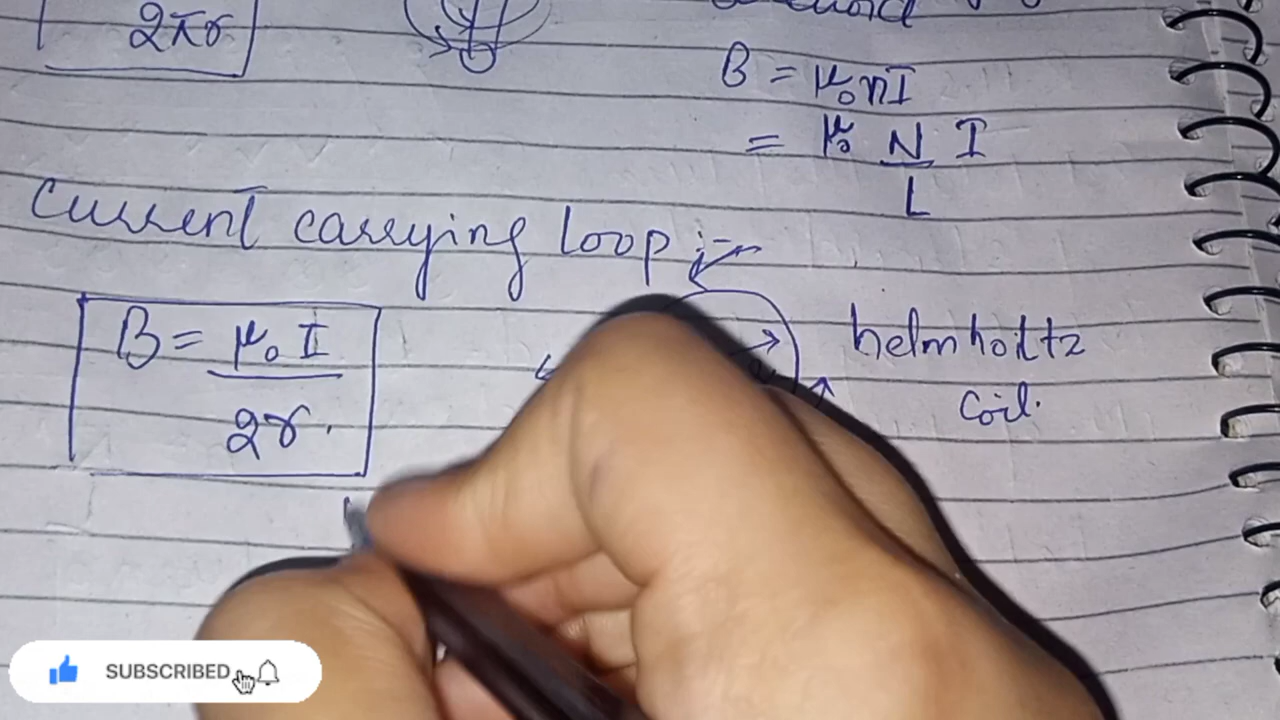 2πr
B = μ₀nI
= μ₀ N/L I
Current carrying loop :-
B = μ₀ I / 2r.
helmholtz
coil.
SUBSCRIBED